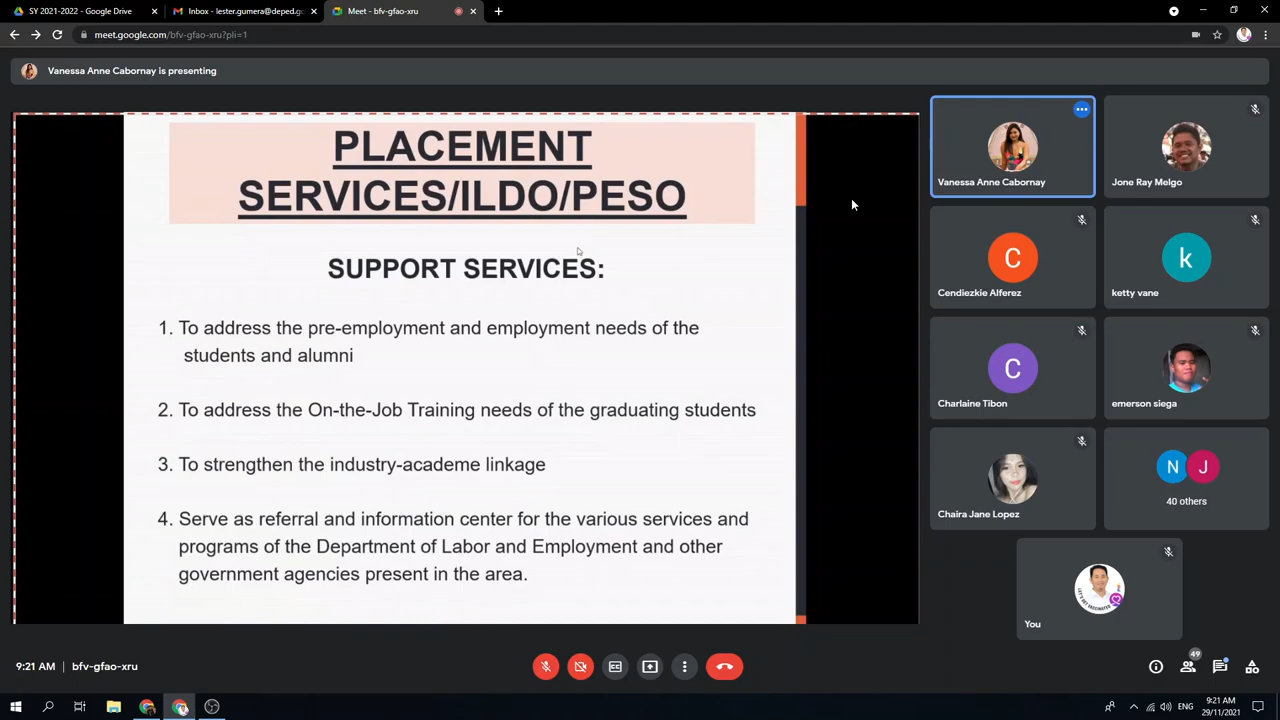 SY 2021-2022 - Google Drive
Inbox - lester.gumera@deped.go
Meet - bfv-gfao-xru
meet.google.com/bfv-gfao-xru?pli=1
Vanessa Anne Cabornay is presenting
PLACEMENT
SERVICES/ILDO/PESO
SUPPORT SERVICES:
1. To address the pre-employment and employment needs of the
students and alumni
2. To address the On-the-Job Training needs of the graduating students
3. To strengthen the industry-academe linkage
4. Serve as referral and information center for the various services and
programs of the Department of Labor and Employment and other
government agencies present in the area.
Vanessa Anne Cabornay
Jone Ray Melgo
C
Cendiezkie Alferez
k
ketty vane
C
Charlaine Tibon
emerson siega
Chaira Jane Lopez
N J
40 others
You
9:21 AM | bfv-gfao-xru
49
ENG
9:21 AM
29/11/2021